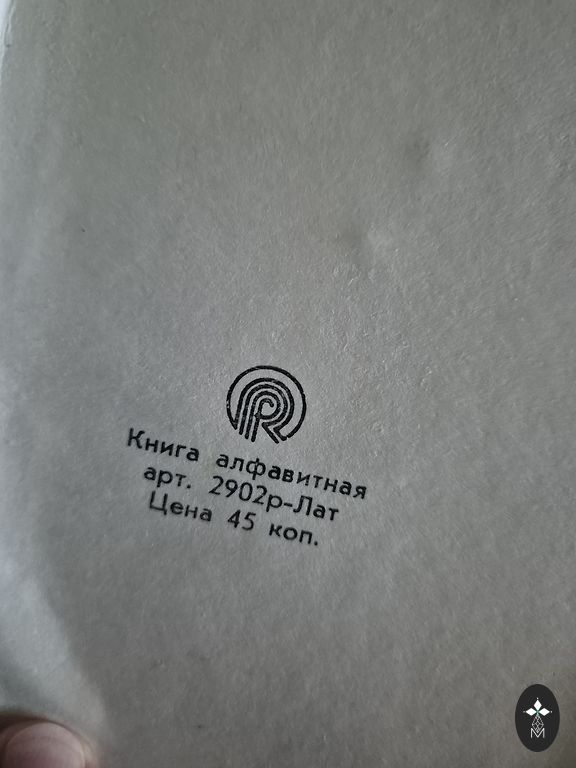 Книга алфавитная
арт. 2902р-Лат
Цена 45 коп.